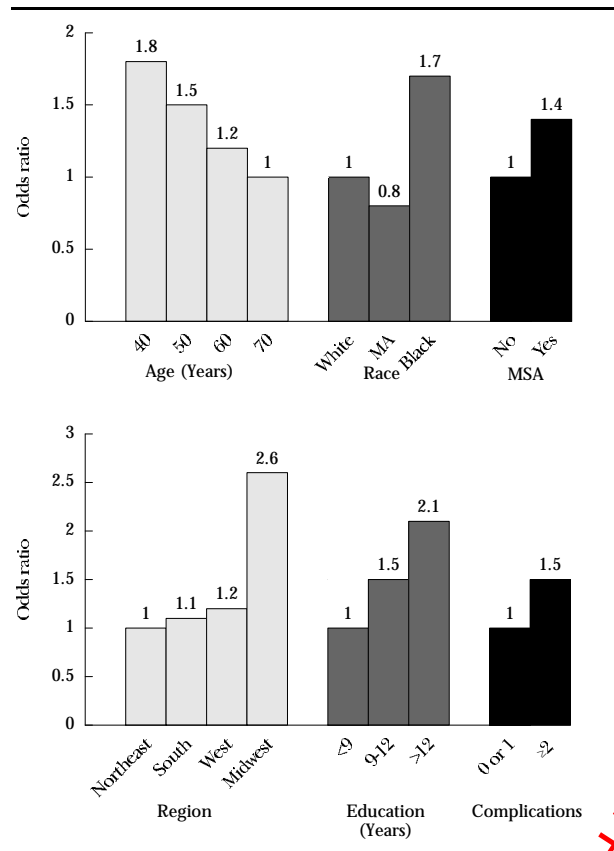 2
1.8
1.7
1.5
1.5
1.4
1.2
1
1
1
1
0.8
0.5
0
Odds ratio
40
50
60
70
White
MA
Black
No
Yes
Age (Years)
Race
MSA
3
2.6
2.5
2.1
2
1.5
1.5
1.5
1.2
1.1
1
1
1
1
0.5
0
Odds ratio
Northeast
South
West
Midwest
<9
9-12
>12
0 or 1
≥2
Region
Education
(Years)
Complications